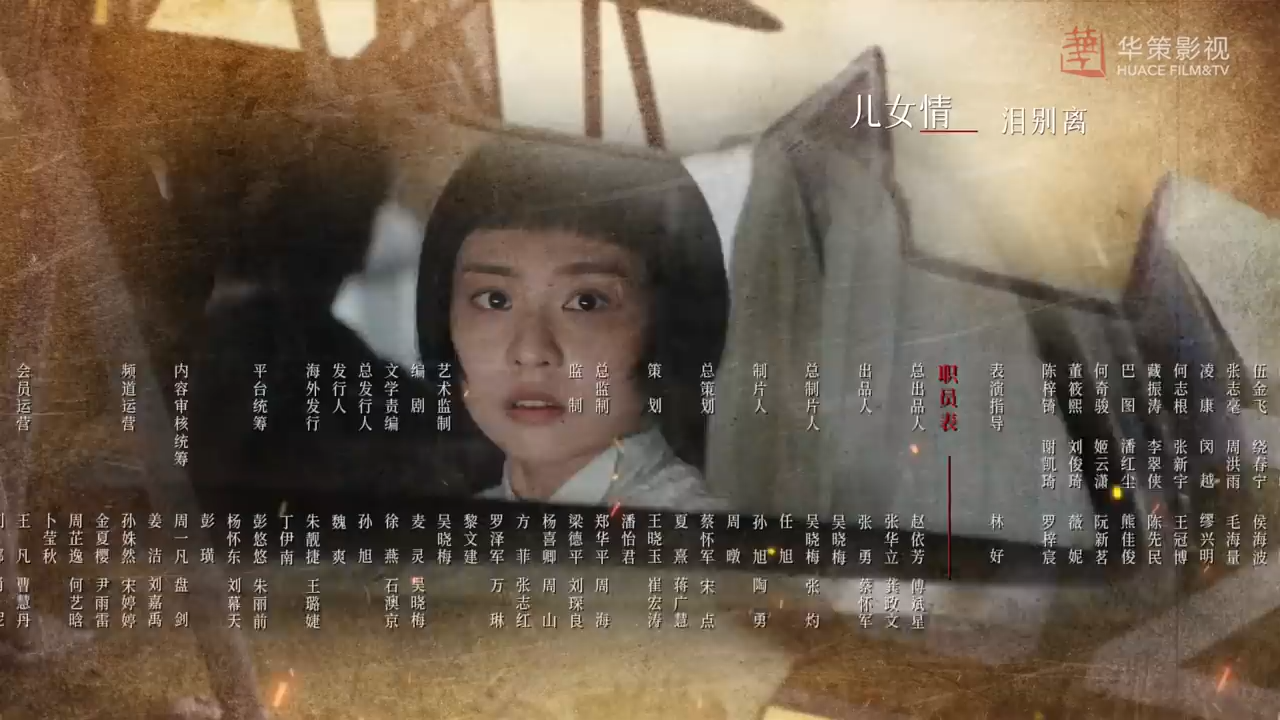 華 华策影视
HUACE FILM&TV
儿女情 泪别离
伍金飞 绕春宁 侯海波
张志毫 周洪雨 毛海量
凌康 闵越 缪兴明
何志根 张新宇 王冠博
藏振涛 李翠侠 陈先民
巴图 潘红尘 熊佳俊
何奇骏 姬云潇 阮新茗
董筱熙 刘俊琦 薇妮
陈梓锜 谢凯琦 罗梓宸
表演指导 林好
职员表
总出品人 赵依芳 傅斌星
张华立 龚政文
出品人 张勇 蔡怀军
吴晓梅
总制片人 吴晓梅 张灼
任旭
制片人 孙旭 陶勇
周暾
总策划 蔡怀军 宋点
夏熹 蒋广慧
策划 王晓玉 崔宏涛
潘怡君
总监制 郑华平 周海
监制 梁德平 刘琛良
杨喜卿 周山
方菲 张志红
罗泽军 万琳
黎文建
艺术监制 吴晓梅
编剧 麦灵 吴晓梅
文学责编 徐燕 石澳京
总发行人 孙旭
发行人 魏爽
海外发行 朱靓捷 王璐婕
丁伊南
平台统筹 彭悠悠 朱丽前
杨怀东 刘幕天
彭璜
内容审核统筹 周一凡 盘剑
姜洁 刘嘉禹
频道运营 孙姝然 宋婷婷
金夏樱 尹雨雷
周芷逸 何艺晗
卜莹秋
会员运营 王凡 曹慧丹